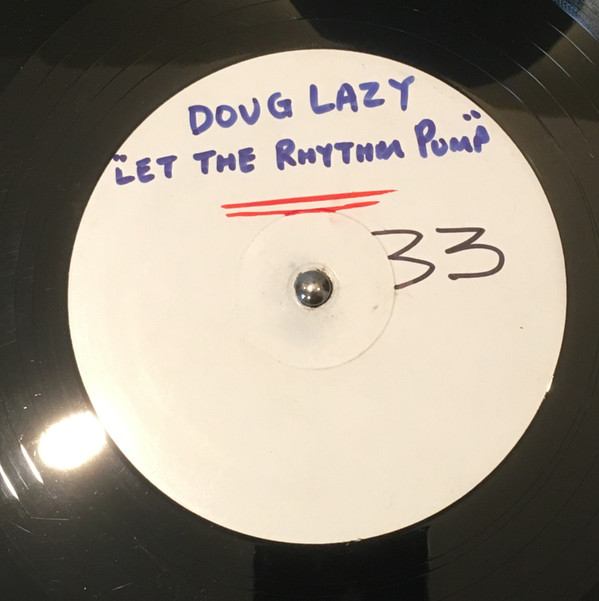 DOUG LAZY
"LET THE RHYTHM PUMP"
33